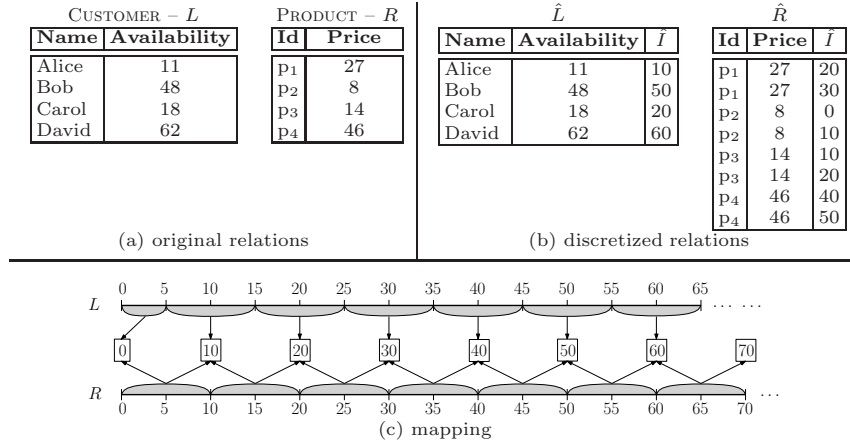 CUSTOMER – L PRODUCT – R L̂ R̂
Name Availability Id Price Name Availability Î Id Price Î
Alice 11 p1 27 Alice 11 10 p1 27 20
Bob 48 p2 8 Bob 48 50 p1 27 30
Carol 18 p3 14 Carol 18 20 p2 8 0
David 62 p4 46 David 62 60 p2 8 10
p3 14 10
p3 14 20
p4 46 40
p4 46 50
(a) original relations (b) discretized relations
0 5 10 15 20 25 30 35 40 45 50 55 60 65
L ··· ···
0 10 20 30 40 50 60 70
R ···
0 5 10 15 20 25 30 35 40 45 50 55 60 65 70
(c) mapping